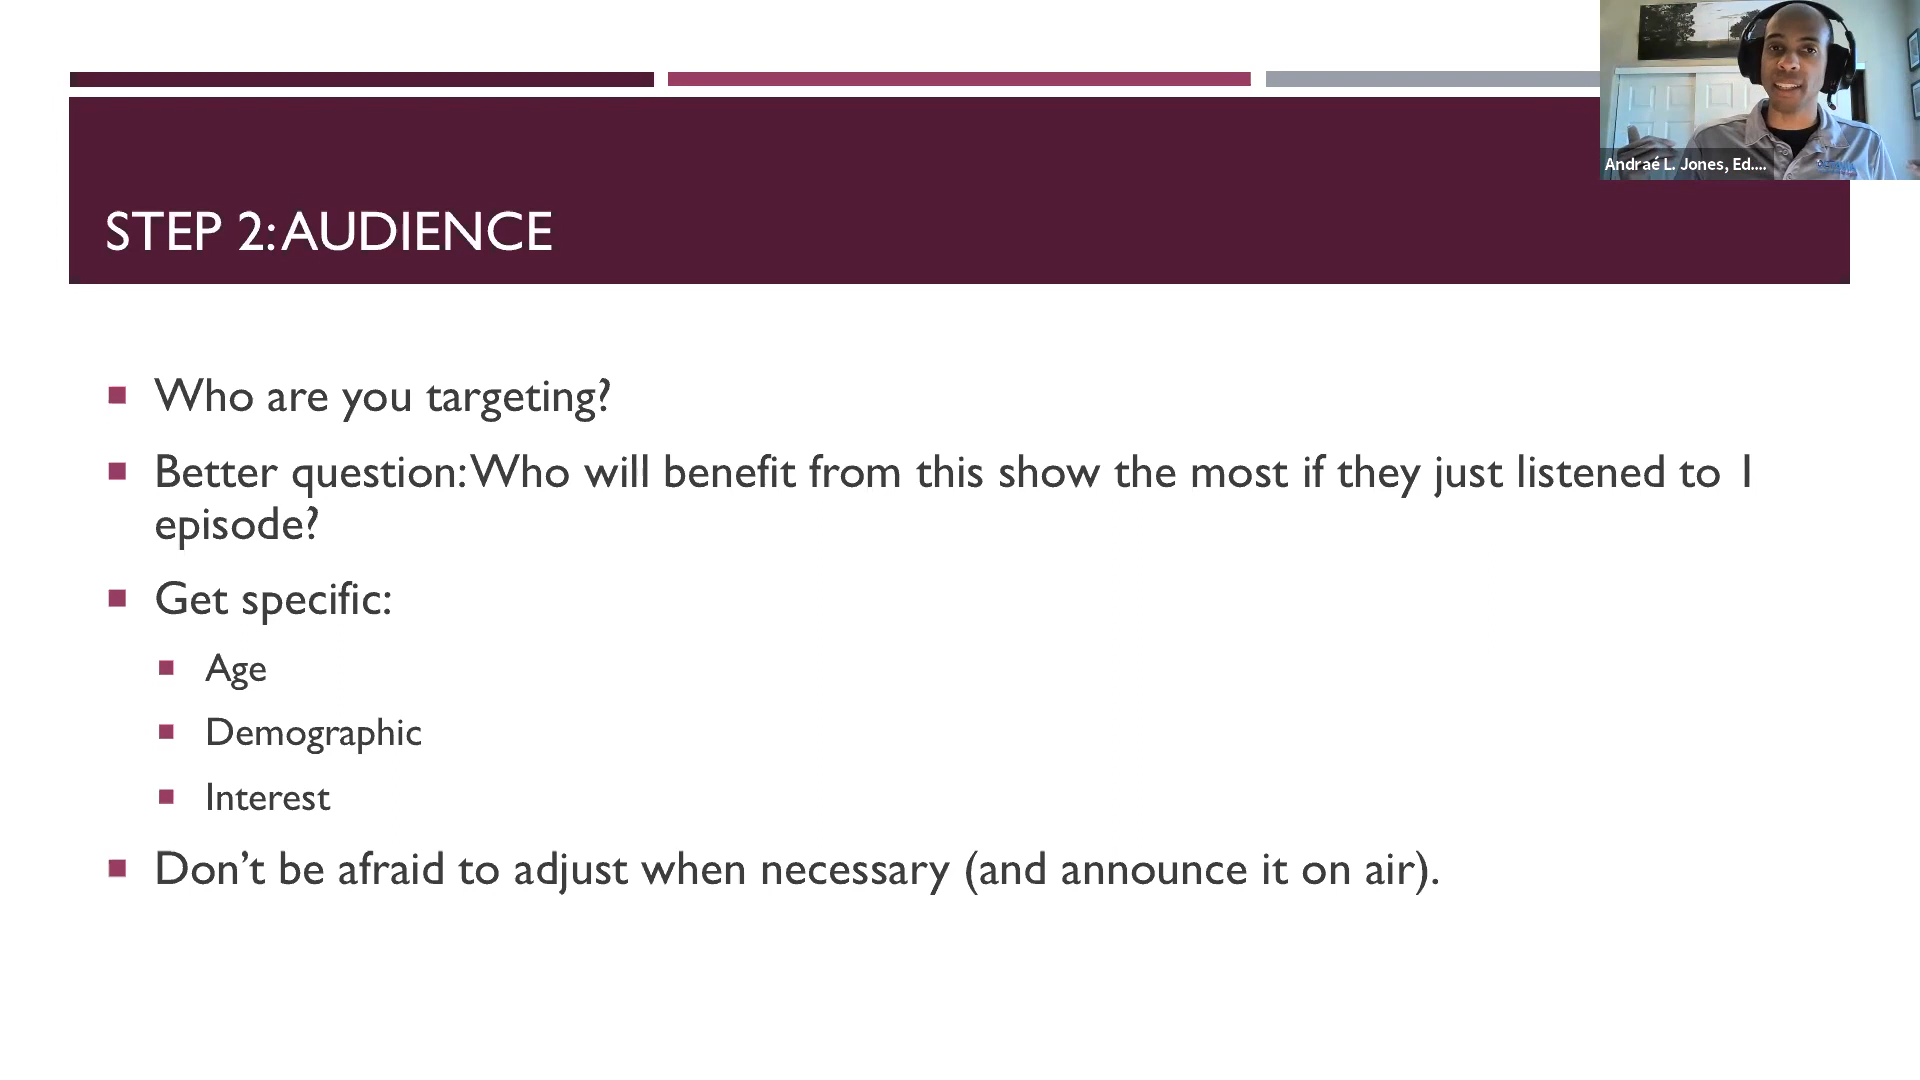 Andraé L. Jones, Ed....
STEP 2: AUDIENCE
Who are you targeting?
Better question: Who will benefit from this show the most if they just listened to 1
episode?
Get specific:
Age
Demographic
Interest
Don’t be afraid to adjust when necessary (and announce it on air).